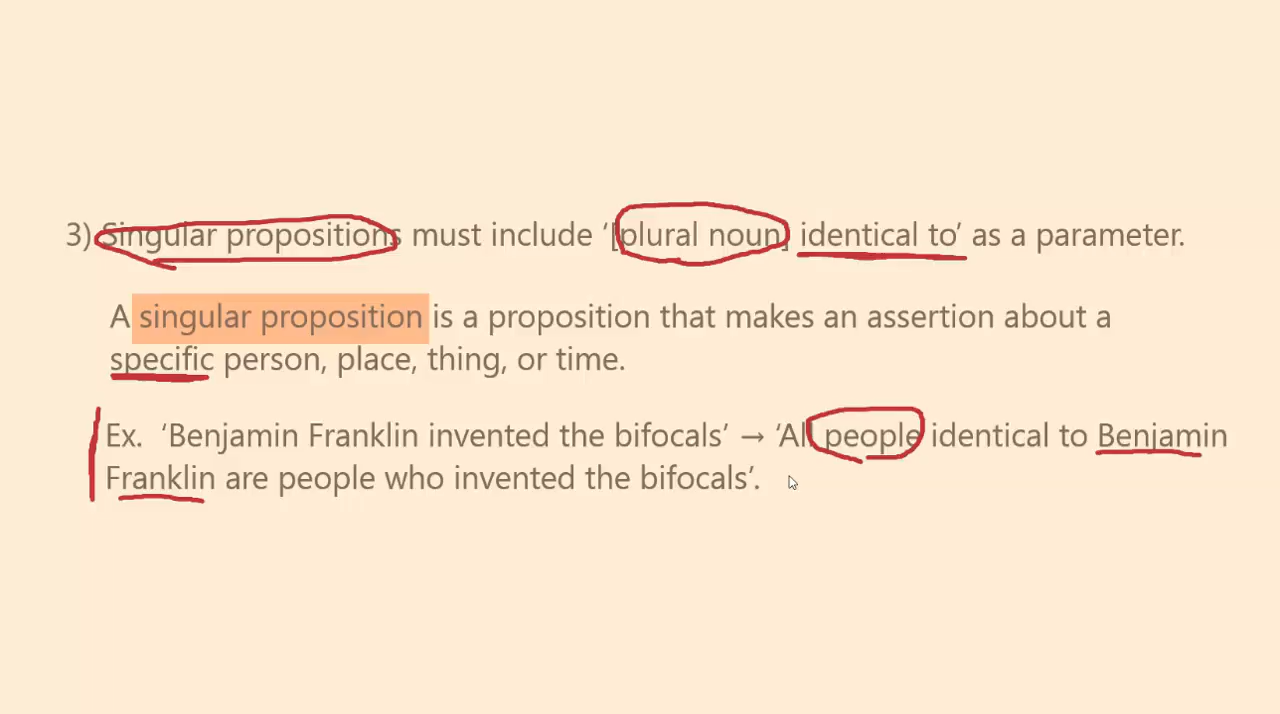 3) Singular propositions must include ‘[plural noun] identical to’ as a parameter.
A singular proposition is a proposition that makes an assertion about a
specific person, place, thing, or time.
Ex. ‘Benjamin Franklin invented the bifocals’ → ‘All people identical to Benjamin
Franklin are people who invented the bifocals’.